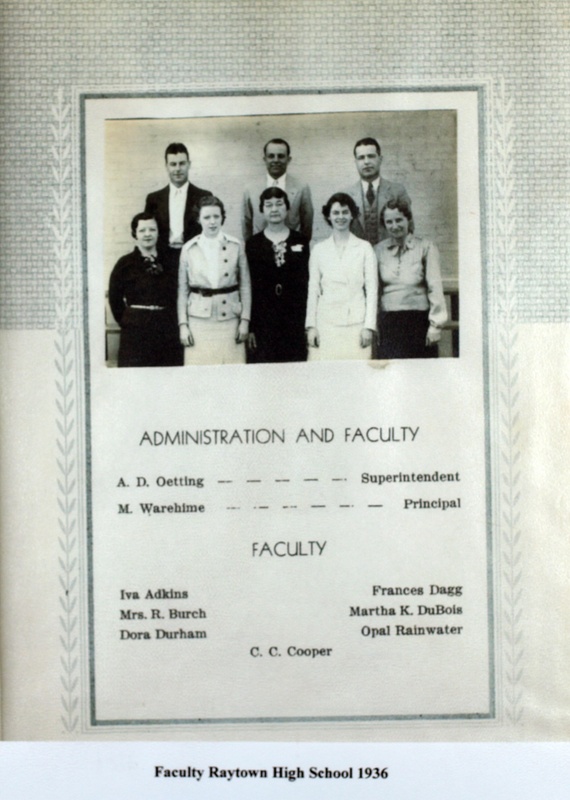 ADMINISTRATION AND FACULTY
A. D. Oetting — — — — — Superintendent
M. Warehime — — — — — — Principal
FACULTY
Iva Adkins Frances Dagg
Mrs. R. Burch Martha K. DuBois
Dora Durham Opal Rainwater
C. C. Cooper
Faculty Raytown High School 1936